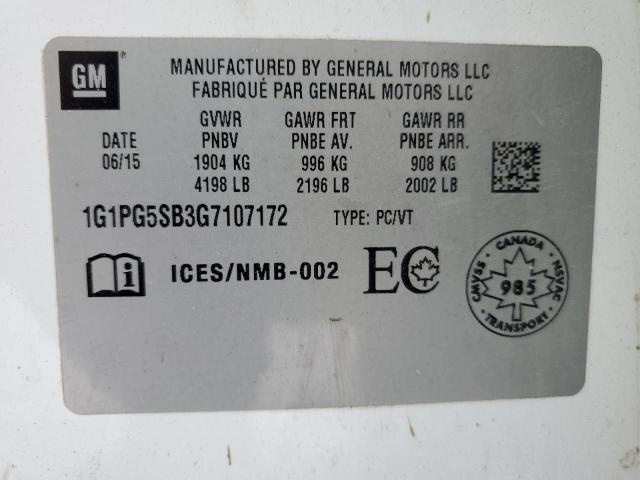 GM
MANUFACTURED BY GENERAL MOTORS LLC
FABRIQUÉ PAR GENERAL MOTORS LLC
GVWR GAWR FRT GAWR RR
DATE PNBV PNBE AV. PNBE ARR.
06/15 1904 KG 996 KG 908 KG
4198 LB 2196 LB 2002 LB
1G1PG5SB3G7107172 TYPE: PC/VT
i ICES/NMB-002 EC
CANADA
CMVSS 985 NSVAC
TRANSPORT